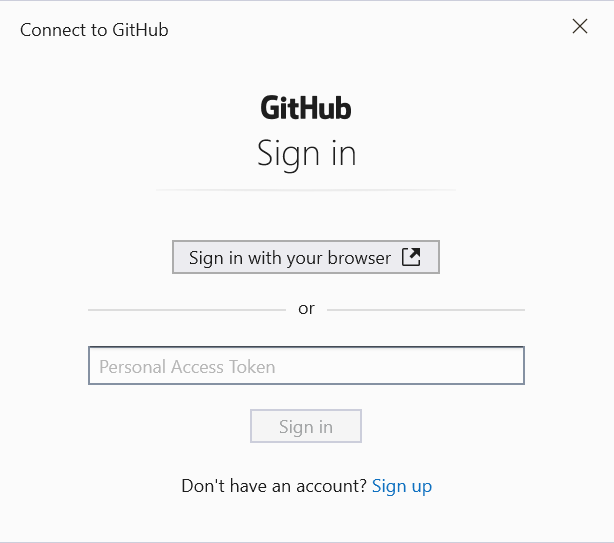 Connect to GitHub
GitHub
Sign in
Sign in with your browser
or
Personal Access Token
Sign in
Don't have an account? Sign up